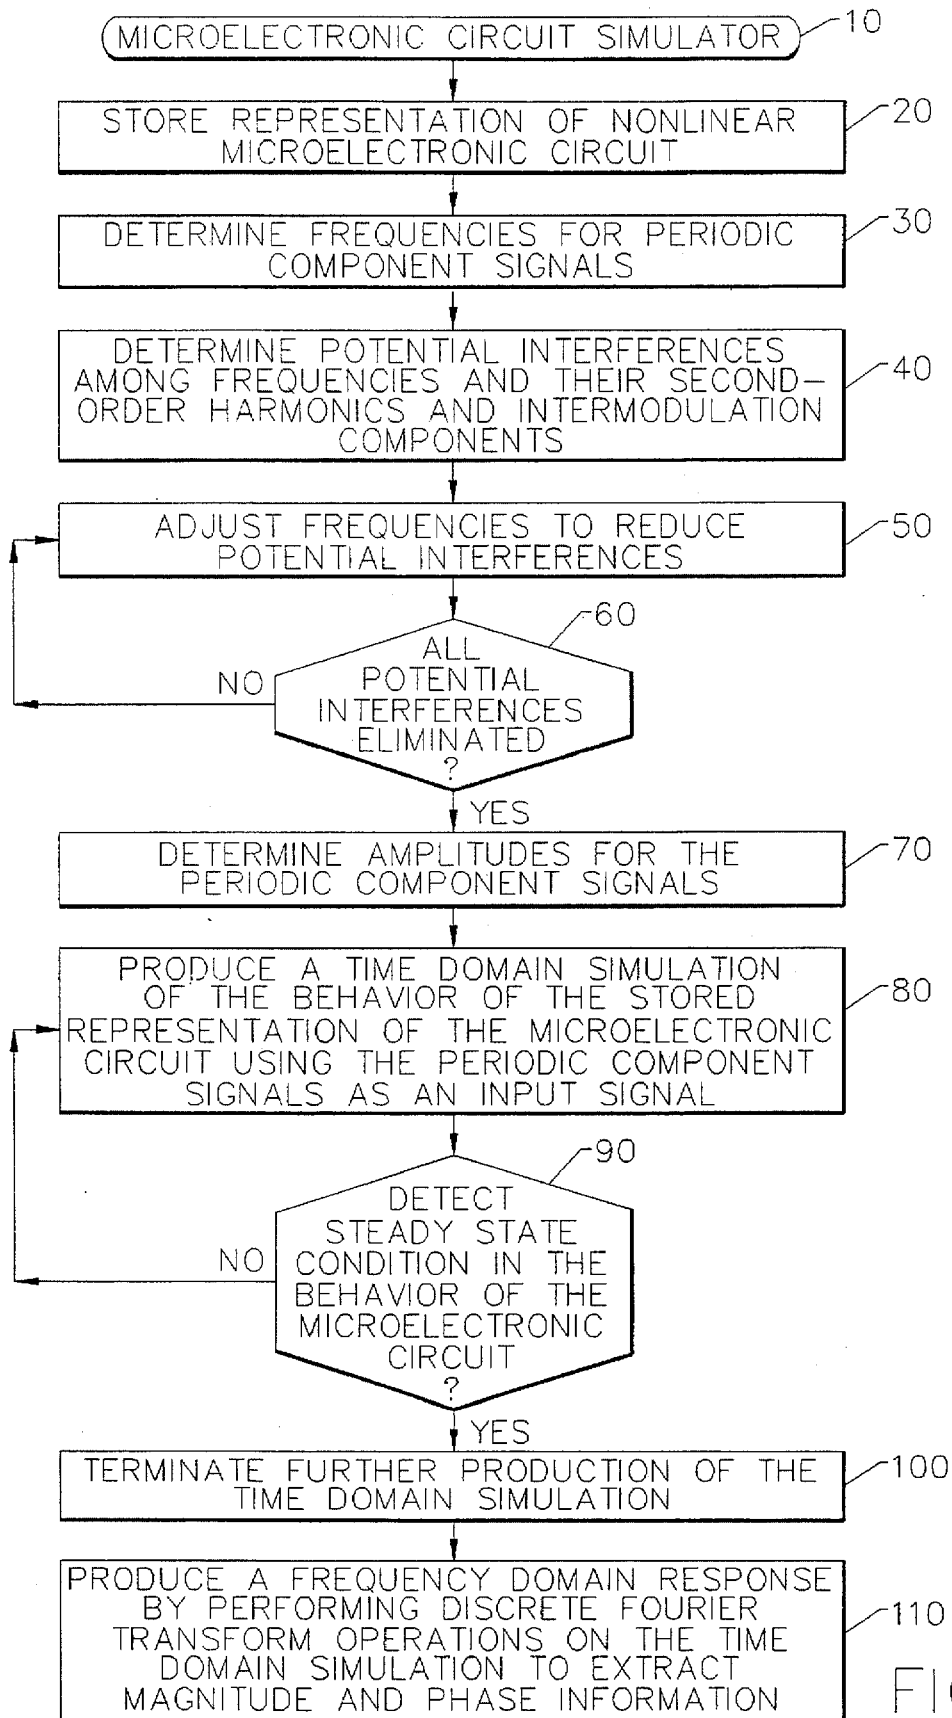 MICROELECTRONIC CIRCUIT SIMULATOR
10
STORE REPRESENTATION OF NONLINEAR
MICROELECTRONIC CIRCUIT
20
DETERMINE FREQUENCIES FOR PERIODIC
COMPONENT SIGNALS
30
DETERMINE POTENTIAL INTERFERENCES
AMONG FREQUENCIES AND THEIR SECOND–
ORDER HARMONICS AND INTERMODULATION
COMPONENTS
40
ADJUST FREQUENCIES TO REDUCE
POTENTIAL INTERFERENCES
50
60
ALL
POTENTIAL
INTERFERENCES
ELIMINATED
?
NO
YES
DETERMINE AMPLITUDES FOR THE
PERIODIC COMPONENT SIGNALS
70
PRODUCE A TIME DOMAIN SIMULATION
OF THE BEHAVIOR OF THE STORED
REPRESENTATION OF THE MICROELECTRONIC
CIRCUIT USING THE PERIODIC COMPONENT
SIGNALS AS AN INPUT SIGNAL
80
90
DETECT
STEADY STATE
CONDITION IN THE
BEHAVIOR OF THE
MICROELECTRONIC
CIRCUIT
?
NO
YES
TERMINATE FURTHER PRODUCTION OF THE
TIME DOMAIN SIMULATION
100
PRODUCE A FREQUENCY DOMAIN RESPONSE
BY PERFORMING DISCRETE FOURIER
TRANSFORM OPERATIONS ON THE TIME
DOMAIN SIMULATION TO EXTRACT
MAGNITUDE AND PHASE INFORMATION
110